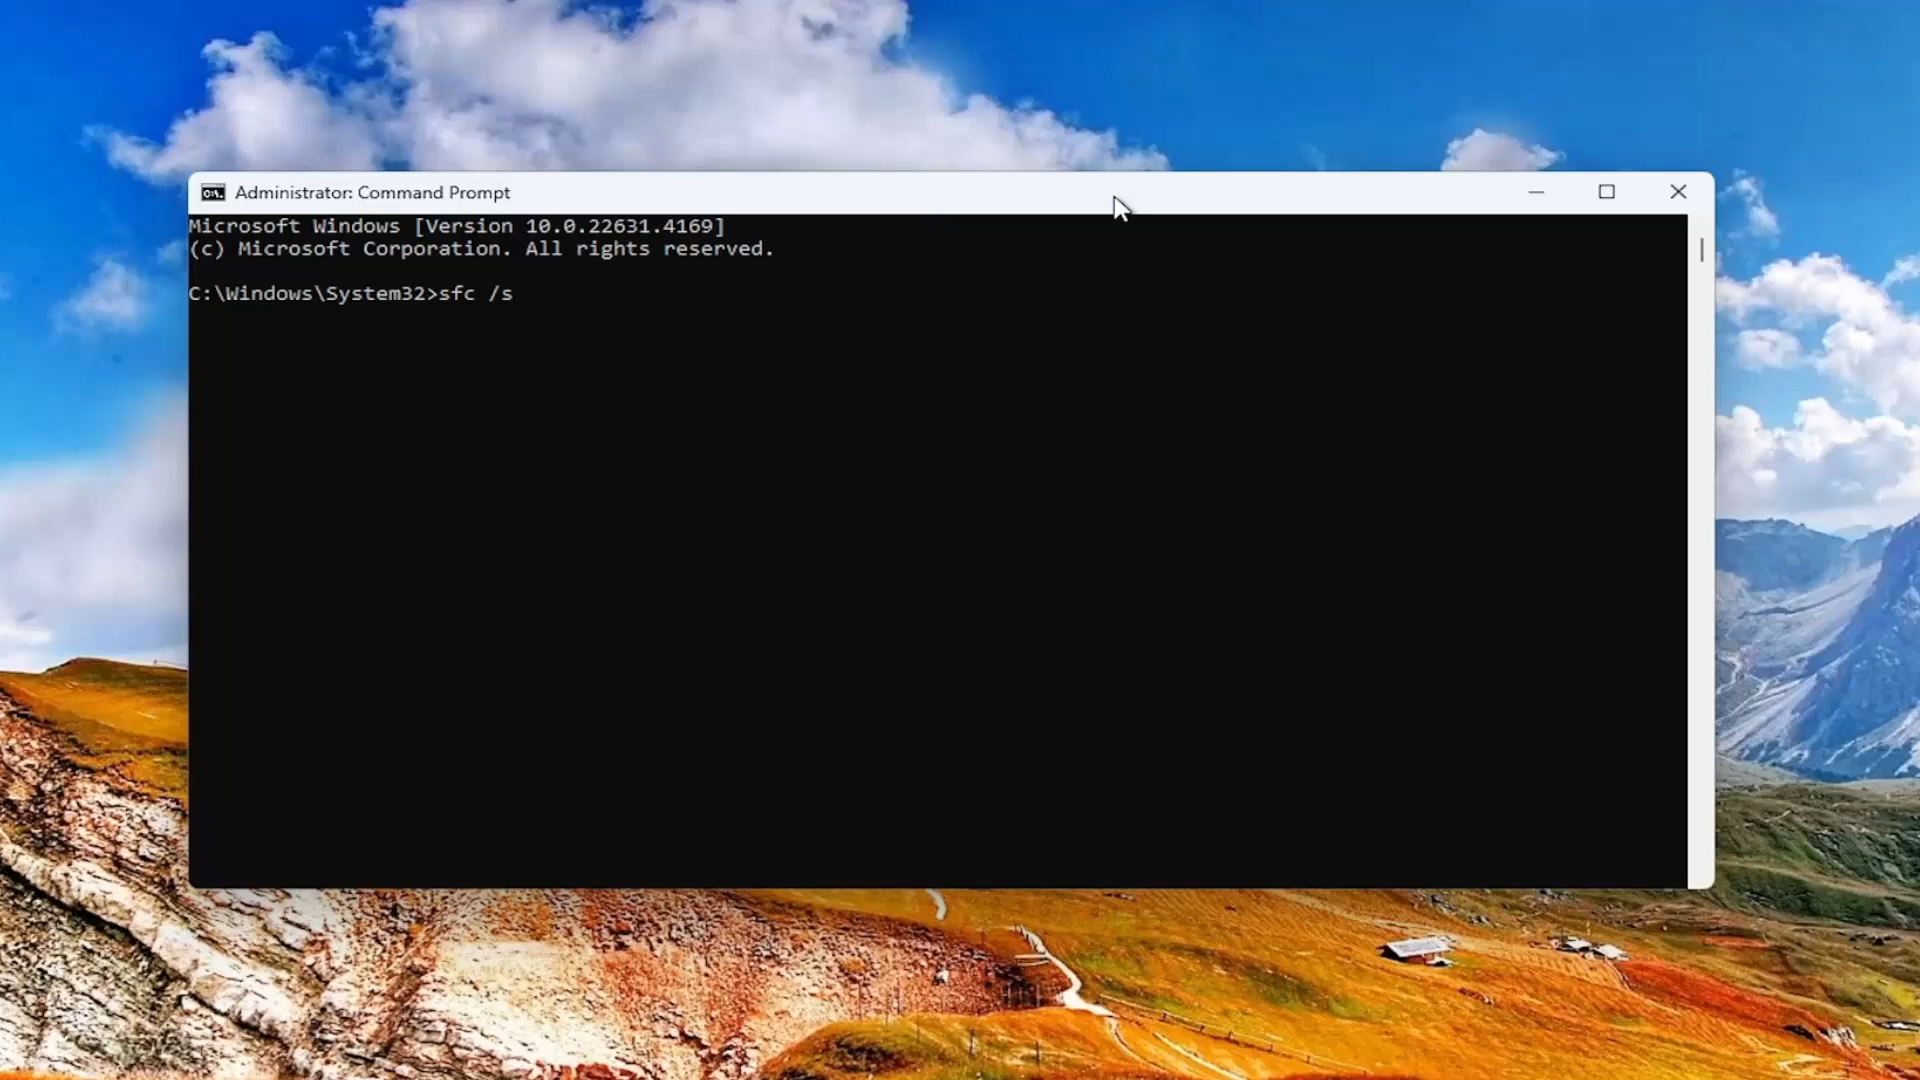 Administrator: Command Prompt
Microsoft Windows [Version 10.0.22631.4169]
(c) Microsoft Corporation. All rights reserved.
C:\Windows\System32>sfc /s